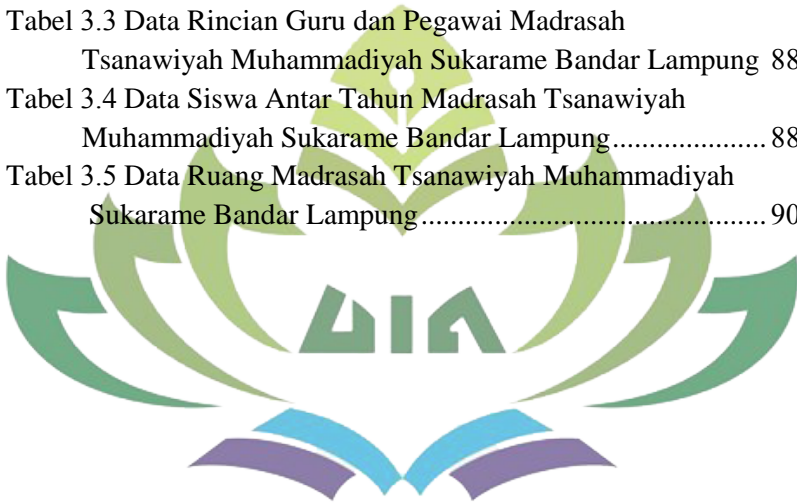 Tabel 3.3 Data Rincian Guru dan Pegawai Madrasah
Tsanawiyah Muhammadiyah Sukarame Bandar Lampung 88
Tabel 3.4 Data Siswa Antar Tahun Madrasah Tsanawiyah
Muhammadiyah Sukarame Bandar Lampung..................... 88
Tabel 3.5 Data Ruang Madrasah Tsanawiyah Muhammadiyah
Sukarame Bandar Lampung............................................... 90
UIN